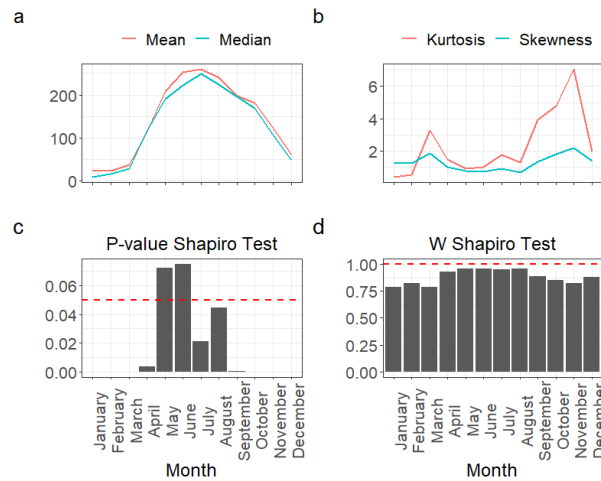 a
b
Mean Median
Kurtosis Skewness
200
100
0
6
4
2
c
d
P-value Shapiro Test
W Shapiro Test
0.06
0.04
0.02
0.00
1.00
0.75
0.50
0.25
0.00
January
February
March
April
May
June
July
August
September
October
November
December
January
February
March
April
May
June
July
August
September
October
November
December
Month
Month